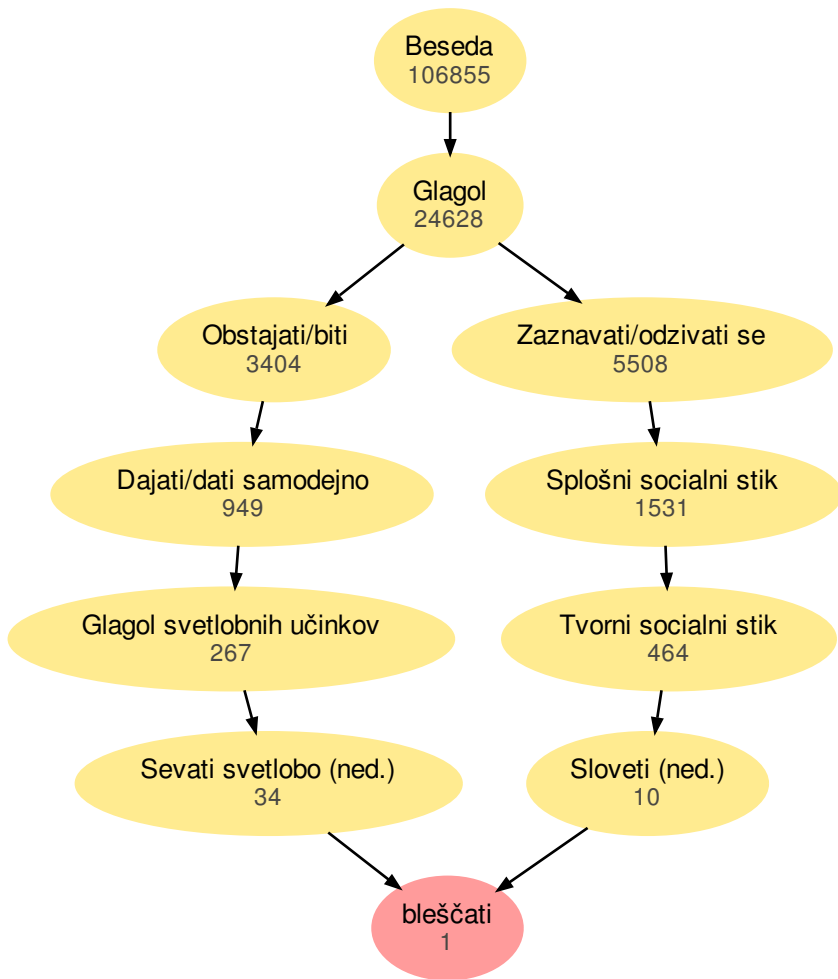 Beseda
106855
Glagol
24628
Obstajati/biti
3404
Zaznavati/odzivati se
5508
Dajati/dati samodejno
949
Splošni socialni stik
1531
Glagol svetlobnih učinkov
267
Tvorni socialni stik
464
Sevati svetlobo (ned.)
34
Sloveti (ned.)
10
bleščati
1